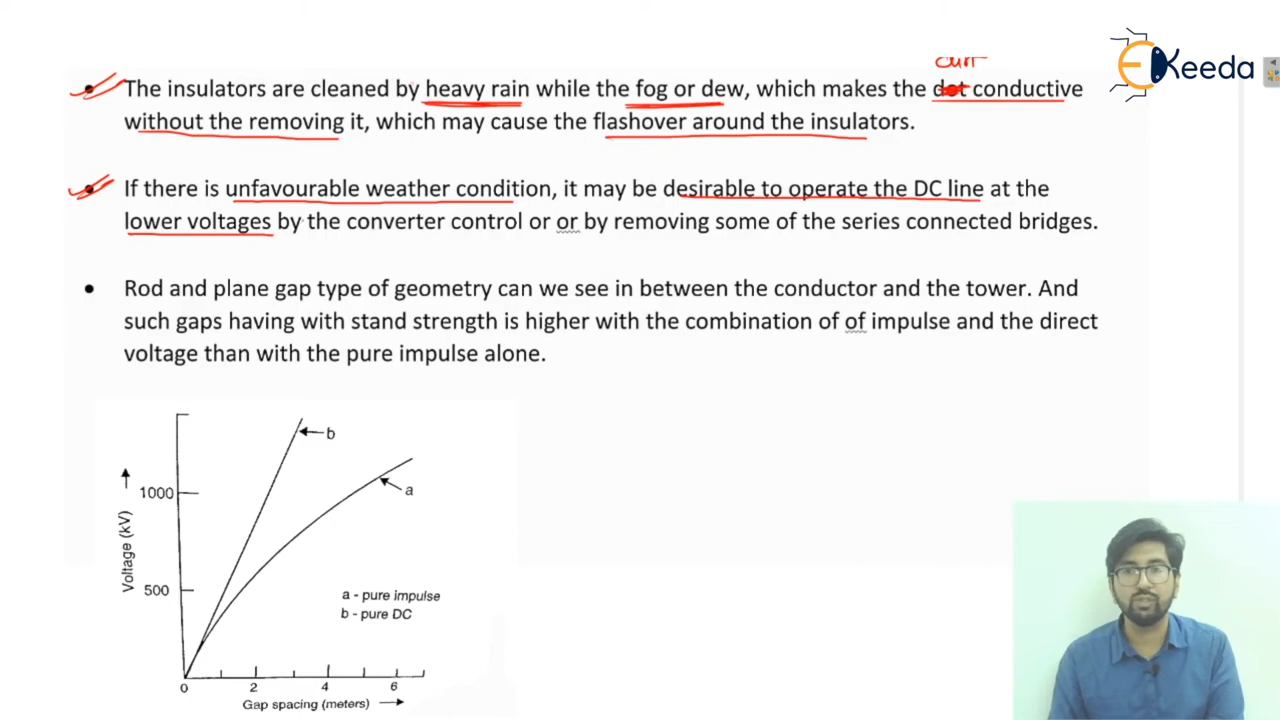 Keeda
The insulators are cleaned by heavy rain while the fog or dew, which makes the dot conductive
without the removing it, which may cause the flashover around the insulators.
If there is unfavourable weather condition, it may be desirable to operate the DC line at the
lower voltages by the converter control or or by removing some of the series connected bridges.
Rod and plane gap type of geometry can we see in between the conductor and the tower. And
such gaps having with stand strength is higher with the combination of of impulse and the direct
voltage than with the pure impulse alone.
b
a
1000
500
Voltage (kV)
a - pure impulse
b - pure DC
0 2 4 6
Gap spacing (meters)